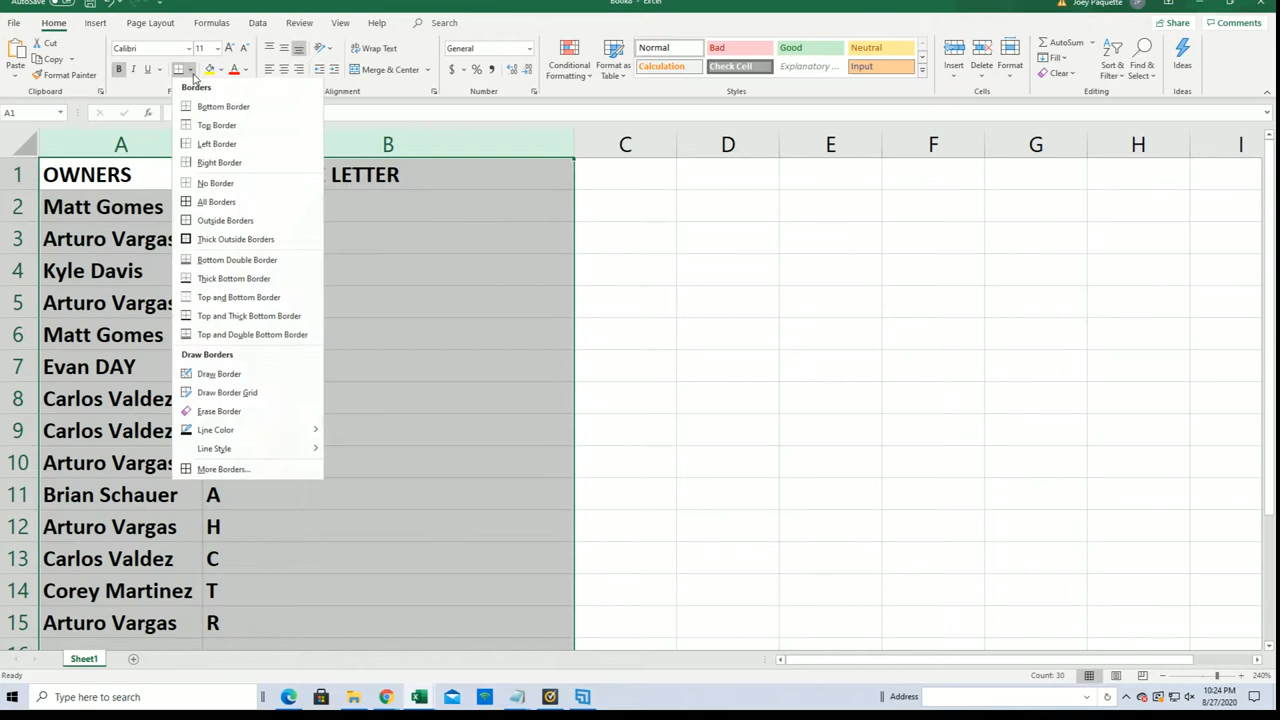 AutoSave
Book8 - Excel
Joey Paquette
JP
File Home Insert Page Layout Formulas Data Review View Help Search
Share Comments
Paste
Cut
Copy
Format Painter
Clipboard
Calibri 11
B I U
Wrap Text
Merge & Center
Alignment
General
$ % ,
Number
Conditional Formatting
Format as Table
Normal Bad Good Neutral
Calculation Check Cell Explanatory ... Input
Styles
Insert Delete Format
Cells
AutoSum
Fill
Clear
Sort & Filter
Find & Select
Editing
Ideas
Ideas
A1
fx
Borders
Bottom Border
Top Border
Left Border
Right Border
No Border
All Borders
Outside Borders
Thick Outside Borders
Bottom Double Border
Thick Bottom Border
Top and Bottom Border
Top and Thick Bottom Border
Top and Double Bottom Border
Draw Borders
Draw Border
Draw Border Grid
Erase Border
Line Color
Line Style
More Borders...
A B C D E F G H I
1 OWNERS LETTER
2 Matt Gomes
3 Arturo Vargas
4 Kyle Davis
5 Arturo Vargas
6 Matt Gomes
7 Evan DAY
8 Carlos Valdez
9 Carlos Valdez
10 Arturo Vargas
11 Brian Schauer A
12 Arturo Vargas H
13 Carlos Valdez C
14 Corey Martinez T
15 Arturo Vargas R
Sheet1
Ready
Count: 30
240%
Type here to search
Address
10:24 PM
8/27/2020